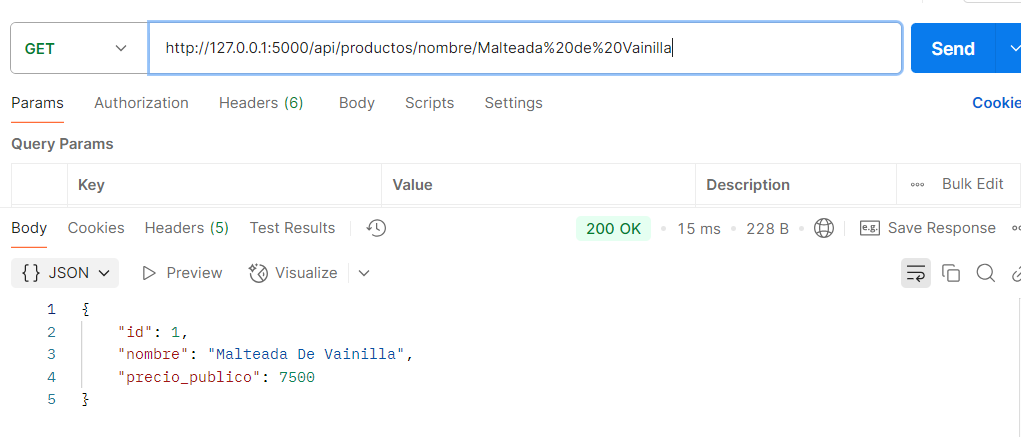 GET http://127.0.0.1:5000/api/productos/nombre/Malteada%20de%20Vainilla Send
Params Authorization Headers (6) Body Scripts Settings Cookie
Query Params
Key Value Description Bulk Edit
Body Cookies Headers (5) Test Results 200 OK 15 ms 228 B e.g. Save Response
{} JSON Preview Visualize
1 {
2 "id": 1,
3 "nombre": "Malteada De Vainilla",
4 "precio_publico": 7500
5 }